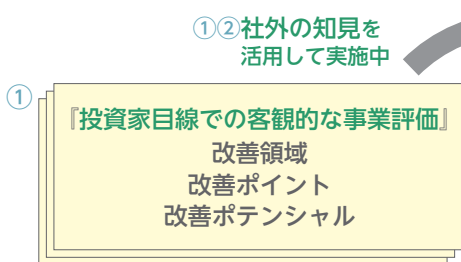 ①②社外の知見を
活用して実施中
①
『投資家目線での客観的な事業評価』
改善領域
改善ポイント
改善ポテンシャル